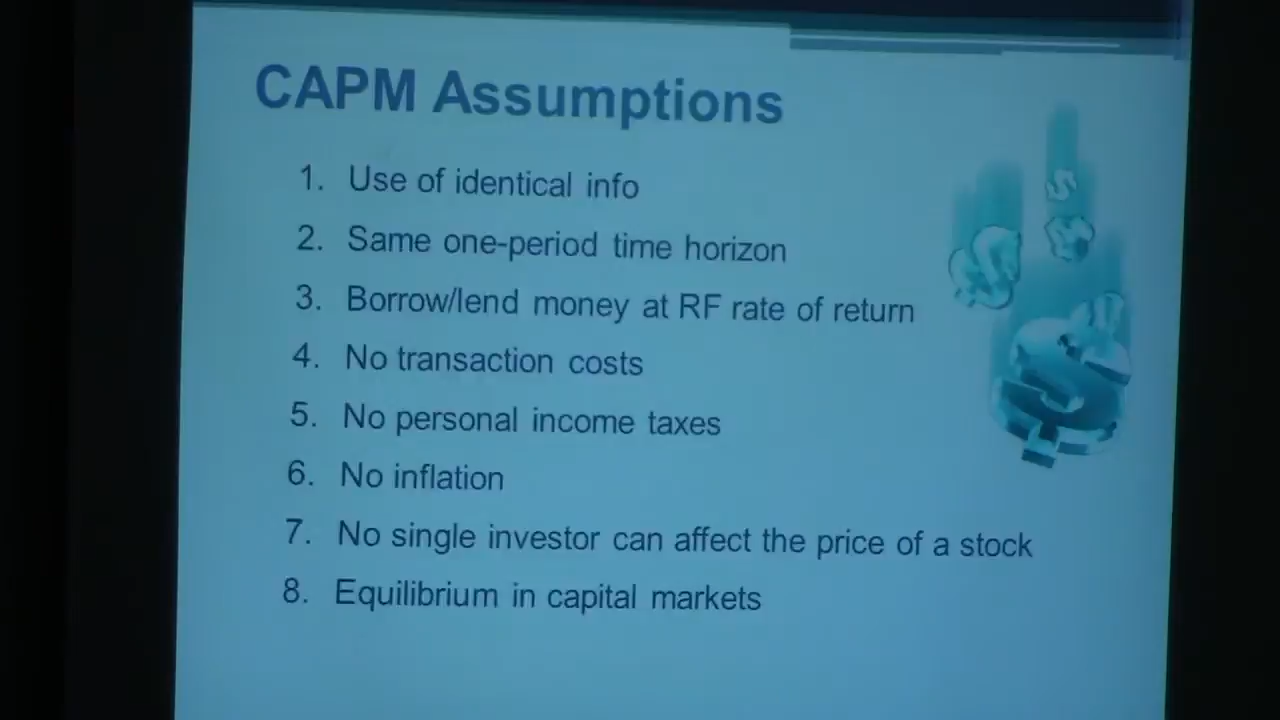 CAPM Assumptions
1. Use of identical info
2. Same one-period time horizon
3. Borrow/lend money at RF rate of return
4. No transaction costs
5. No personal income taxes
6. No inflation
7. No single investor can affect the price of a stock
8. Equilibrium in capital markets